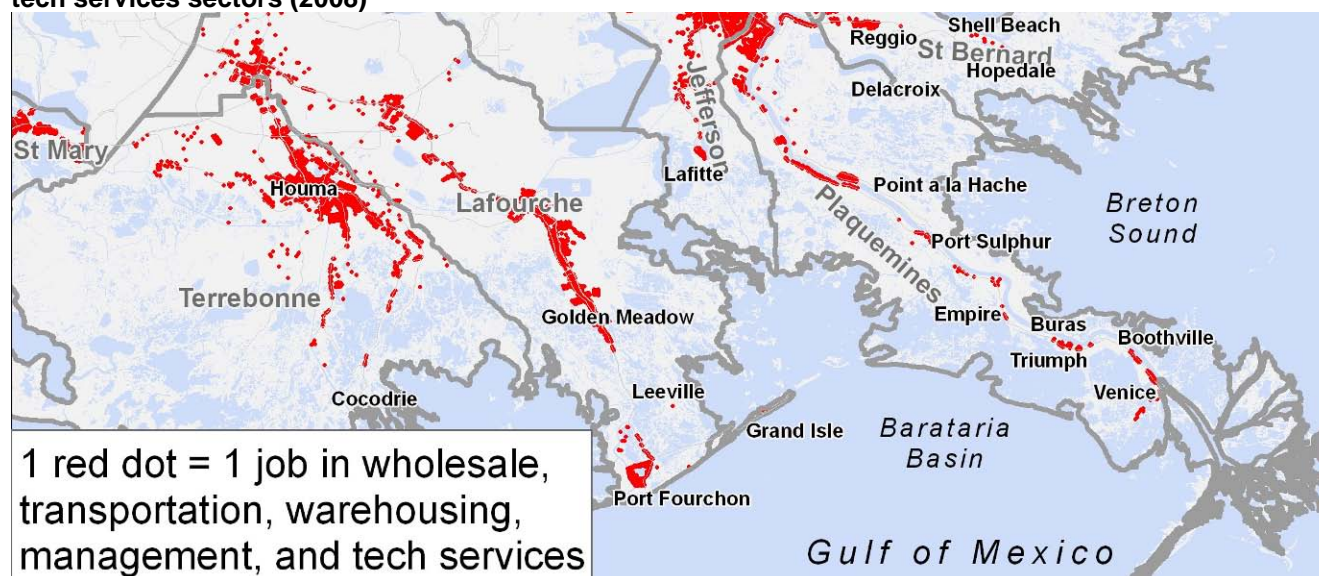 tech services sectors (2008)
Shell Beach
Reggio
St Bernard
Hopedale
Jefferson
Delacroix
St Mary
Lafitte
Houma
Point a la Hache
Lafourche
Plaquemines
Breton
Sound
Port Sulphur
Terrebonne
Golden Meadow
Empire
Buras
Boothville
Triumph
Leeville
Venice
Cocodrie
Grand Isle
Barataria
Basin
Port Fourchon
1 red dot = 1 job in wholesale,
transportation, warehousing,
management, and tech services
Gulf of Mexico